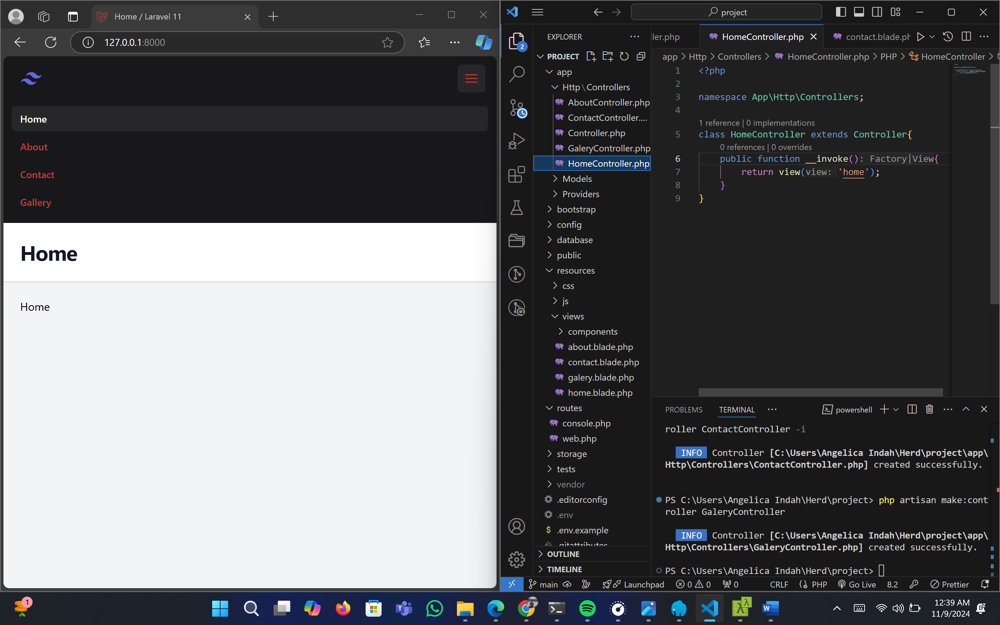 Home / Laravel 11
127.0.0.1:8000
Home
About
Contact
Gallery
Home
Home
project
2
EXPLORER
PROJECT
app
Http\Controllers
AboutController.php
ContactController....
Controller.php
GaleryController.php
HomeController.php
Models
Providers
bootstrap
config
database
public
resources
css
js
views
components
about.blade.php
contact.blade.php
galery.blade.php
home.blade.php
routes
console.php
web.php
storage
tests
vendor
.editorconfig
.env
.env.example
.gitattributes
OUTLINE
TIMELINE
ler.php
HomeController.php
contact.blade.ph
app > Http > Controllers > HomeController.php > PHP > HomeController >
1 <?php
2
3 namespace App\Http\Controllers;
4
1 reference | 0 implementations
5 class HomeController extends Controller{
0 references | 0 overrides
6 public function __invoke(): Factory|View{
7 return view(view: 'home');
8 }
9 }
PROBLEMS TERMINAL powershell
roller ContactController -i
INFO Controller [C:\Users\Angelica Indah\Herd\project\app\
Http\Controllers\ContactController.php] created successfully.
PS C:\Users\Angelica Indah\Herd\project> php artisan make:cont
roller GaleryController
INFO Controller [C:\Users\Angelica Indah\Herd\project\app\
Http\Controllers\GaleryController.php] created successfully.
PS C:\Users\Angelica Indah\Herd\project>
main Launchpad 0 0 0 CRLF PHP Go Live 8.2 Prettier
1
12:39 AM
11/9/2024